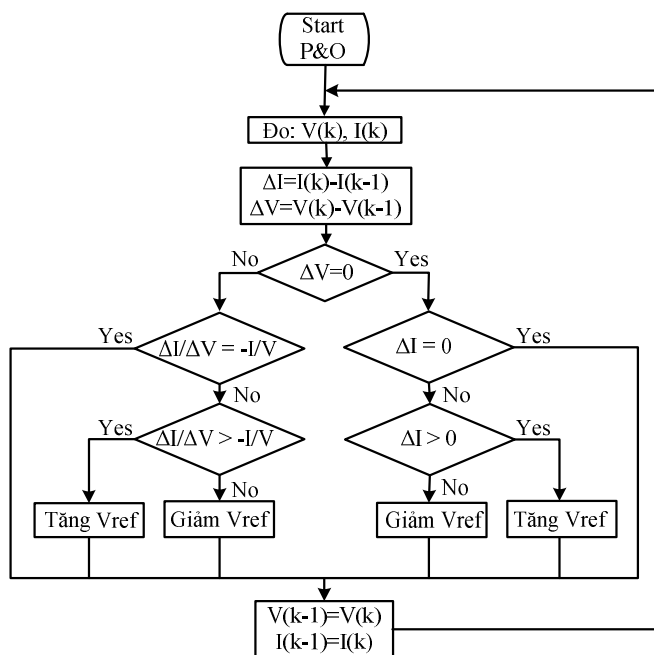 Start
P&O
Đo: V(k), I(k)
ΔI=I(k)-I(k-1)
ΔV=V(k)-V(k-1)
No
ΔV=0
Yes
Yes
ΔI/ΔV = -I/V
ΔI = 0
Yes
No
No
Yes
ΔI/ΔV > -I/V
ΔI > 0
Yes
No
No
Tăng Vref
Giảm Vref
Giảm Vref
Tăng Vref
V(k-1)=V(k)
I(k-1)=I(k)